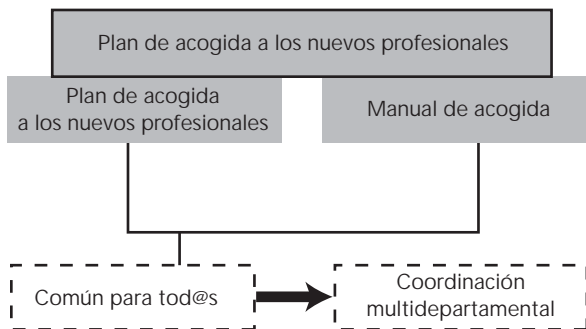 Plan de acogida a los nuevos profesionales
Plan de acogida
a los nuevos profesionales
Manual de acogida
Común para tod@s
Coordinación
multidepartamental